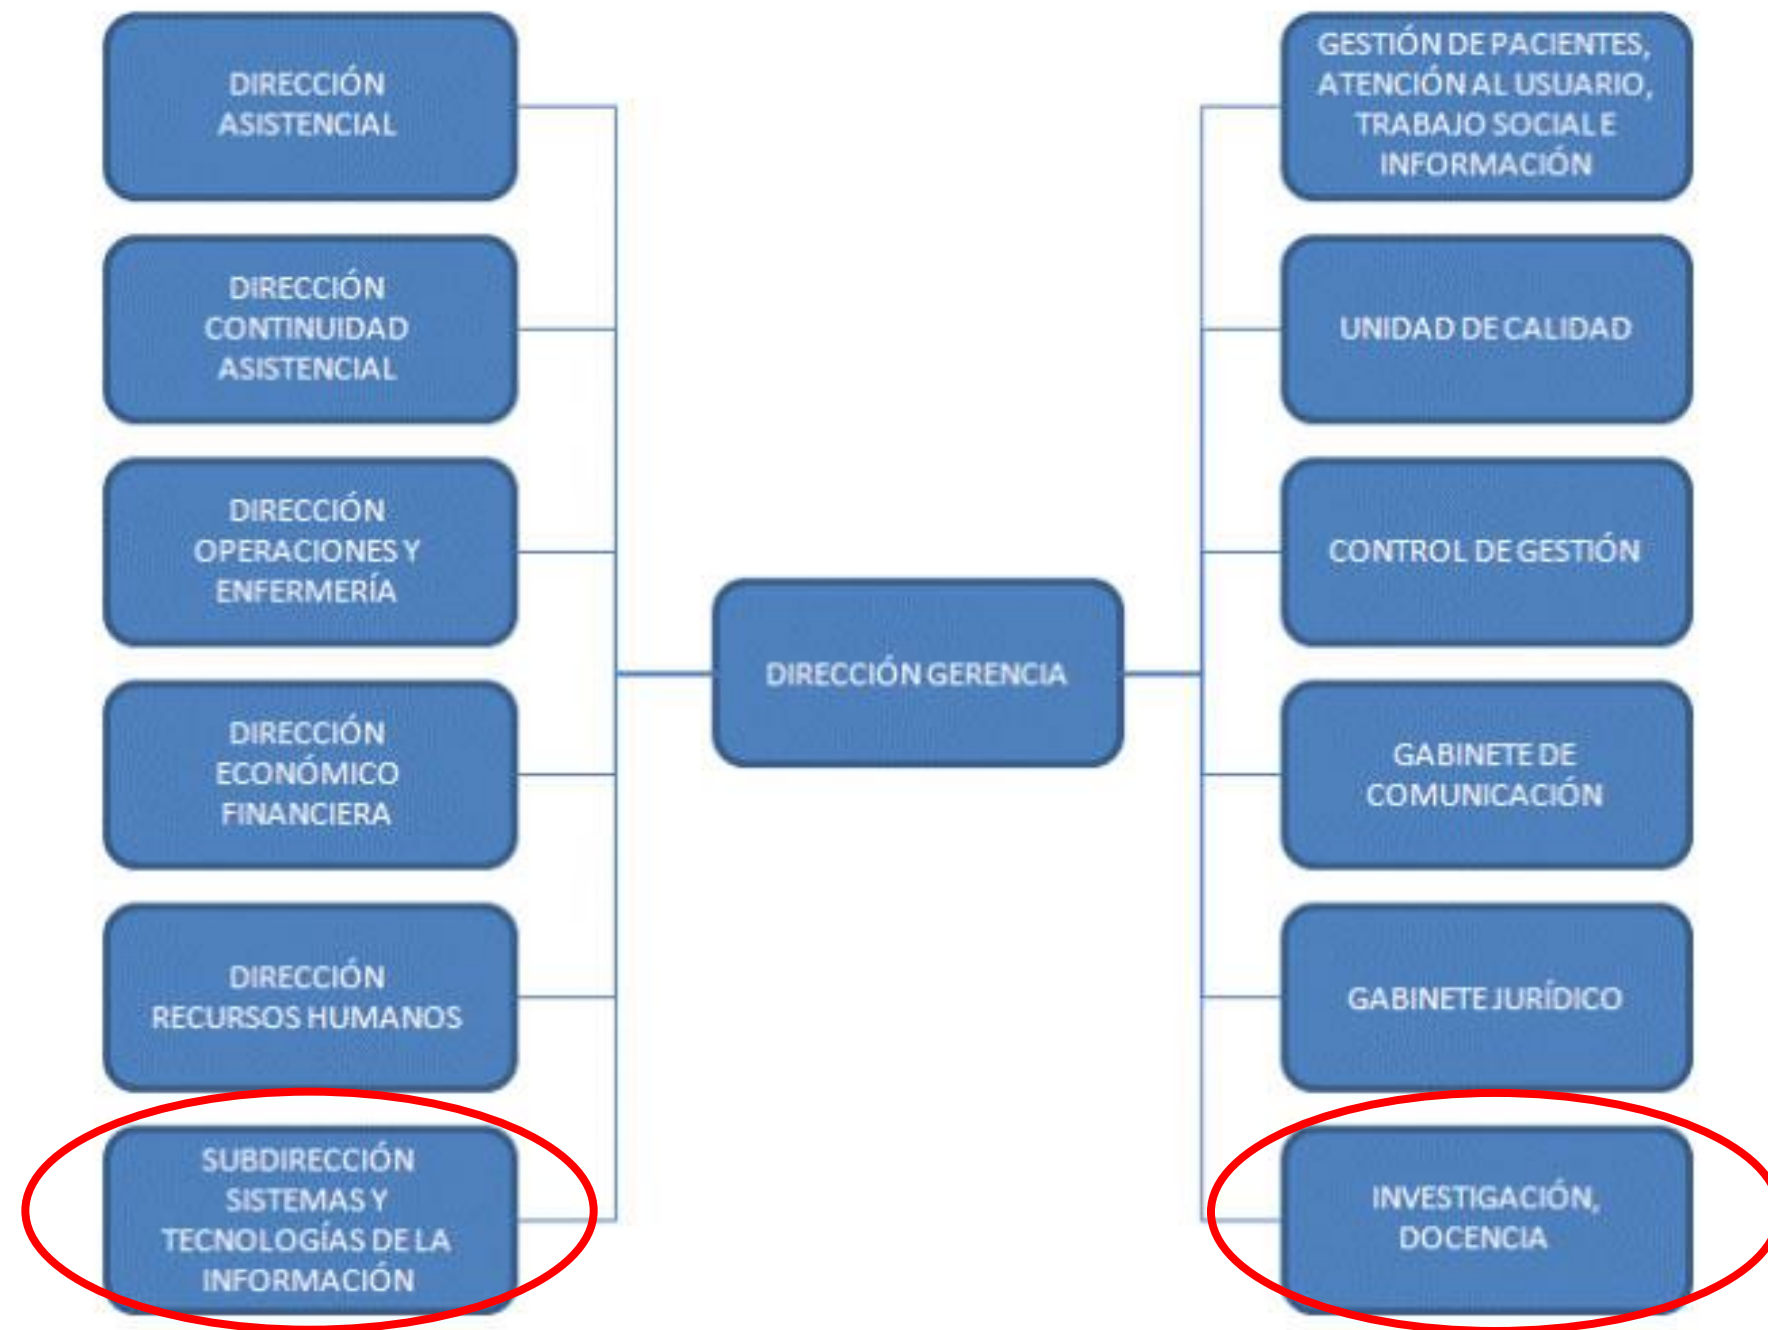 DIRECCIÓN
ASISTENCIAL
DIRECCIÓN
CONTINUIDAD
ASISTENCIAL
DIRECCIÓN
OPERACIONES Y
ENFERMERÍA
DIRECCIÓN
ECONÓMICO
FINANCIERA
DIRECCIÓN
RECURSOS HUMANOS
SUBDIRECCIÓN
SISTEMAS Y
TECNOLOGÍAS DE LA
INFORMACIÓN
DIRECCIÓN GERENCIA
GESTIÓN DE PACIENTES,
ATENCIÓN AL USUARIO,
TRABAJO SOCIAL E
INFORMACIÓN
UNIDAD DE CALIDAD
CONTROL DE GESTIÓN
GABINETE DE
COMUNICACIÓN
GABINETE JURÍDICO
INVESTIGACIÓN,
DOCENCIA